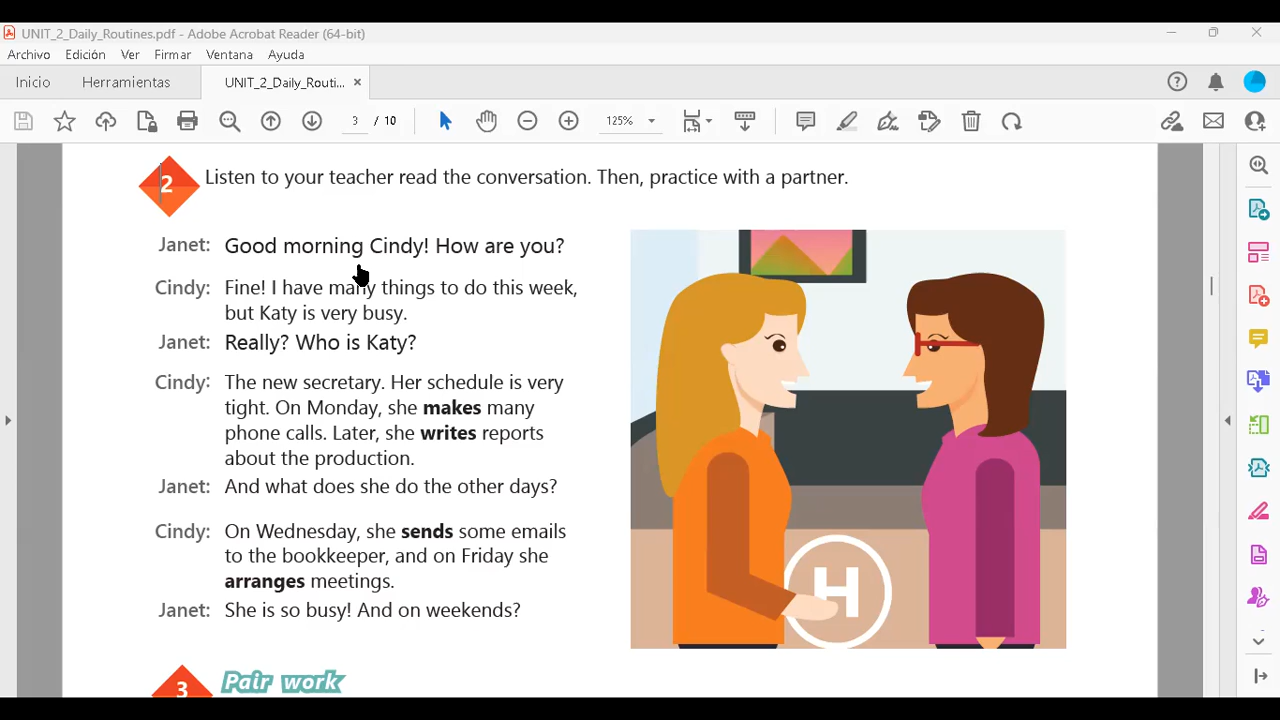 UNIT_2_Daily_Routines.pdf - Adobe Acrobat Reader (64-bit)
Archivo Edición Ver Firmar Ventana Ayuda
Inicio Herramientas UNIT_2_Daily_Routi... ×
3 / 10 125%
2 Listen to your teacher read the conversation. Then, practice with a partner.
Janet: Good morning Cindy! How are you?
Cindy: Fine! I have many things to do this week,
but Katy is very busy.
Janet: Really? Who is Katy?
Cindy: The new secretary. Her schedule is very
tight. On Monday, she makes many
phone calls. Later, she writes reports
about the production.
Janet: And what does she do the other days?
Cindy: On Wednesday, she sends some emails
to the bookkeeper, and on Friday she
arranges meetings.
Janet: She is so busy! And on weekends?
H
3 Pair work